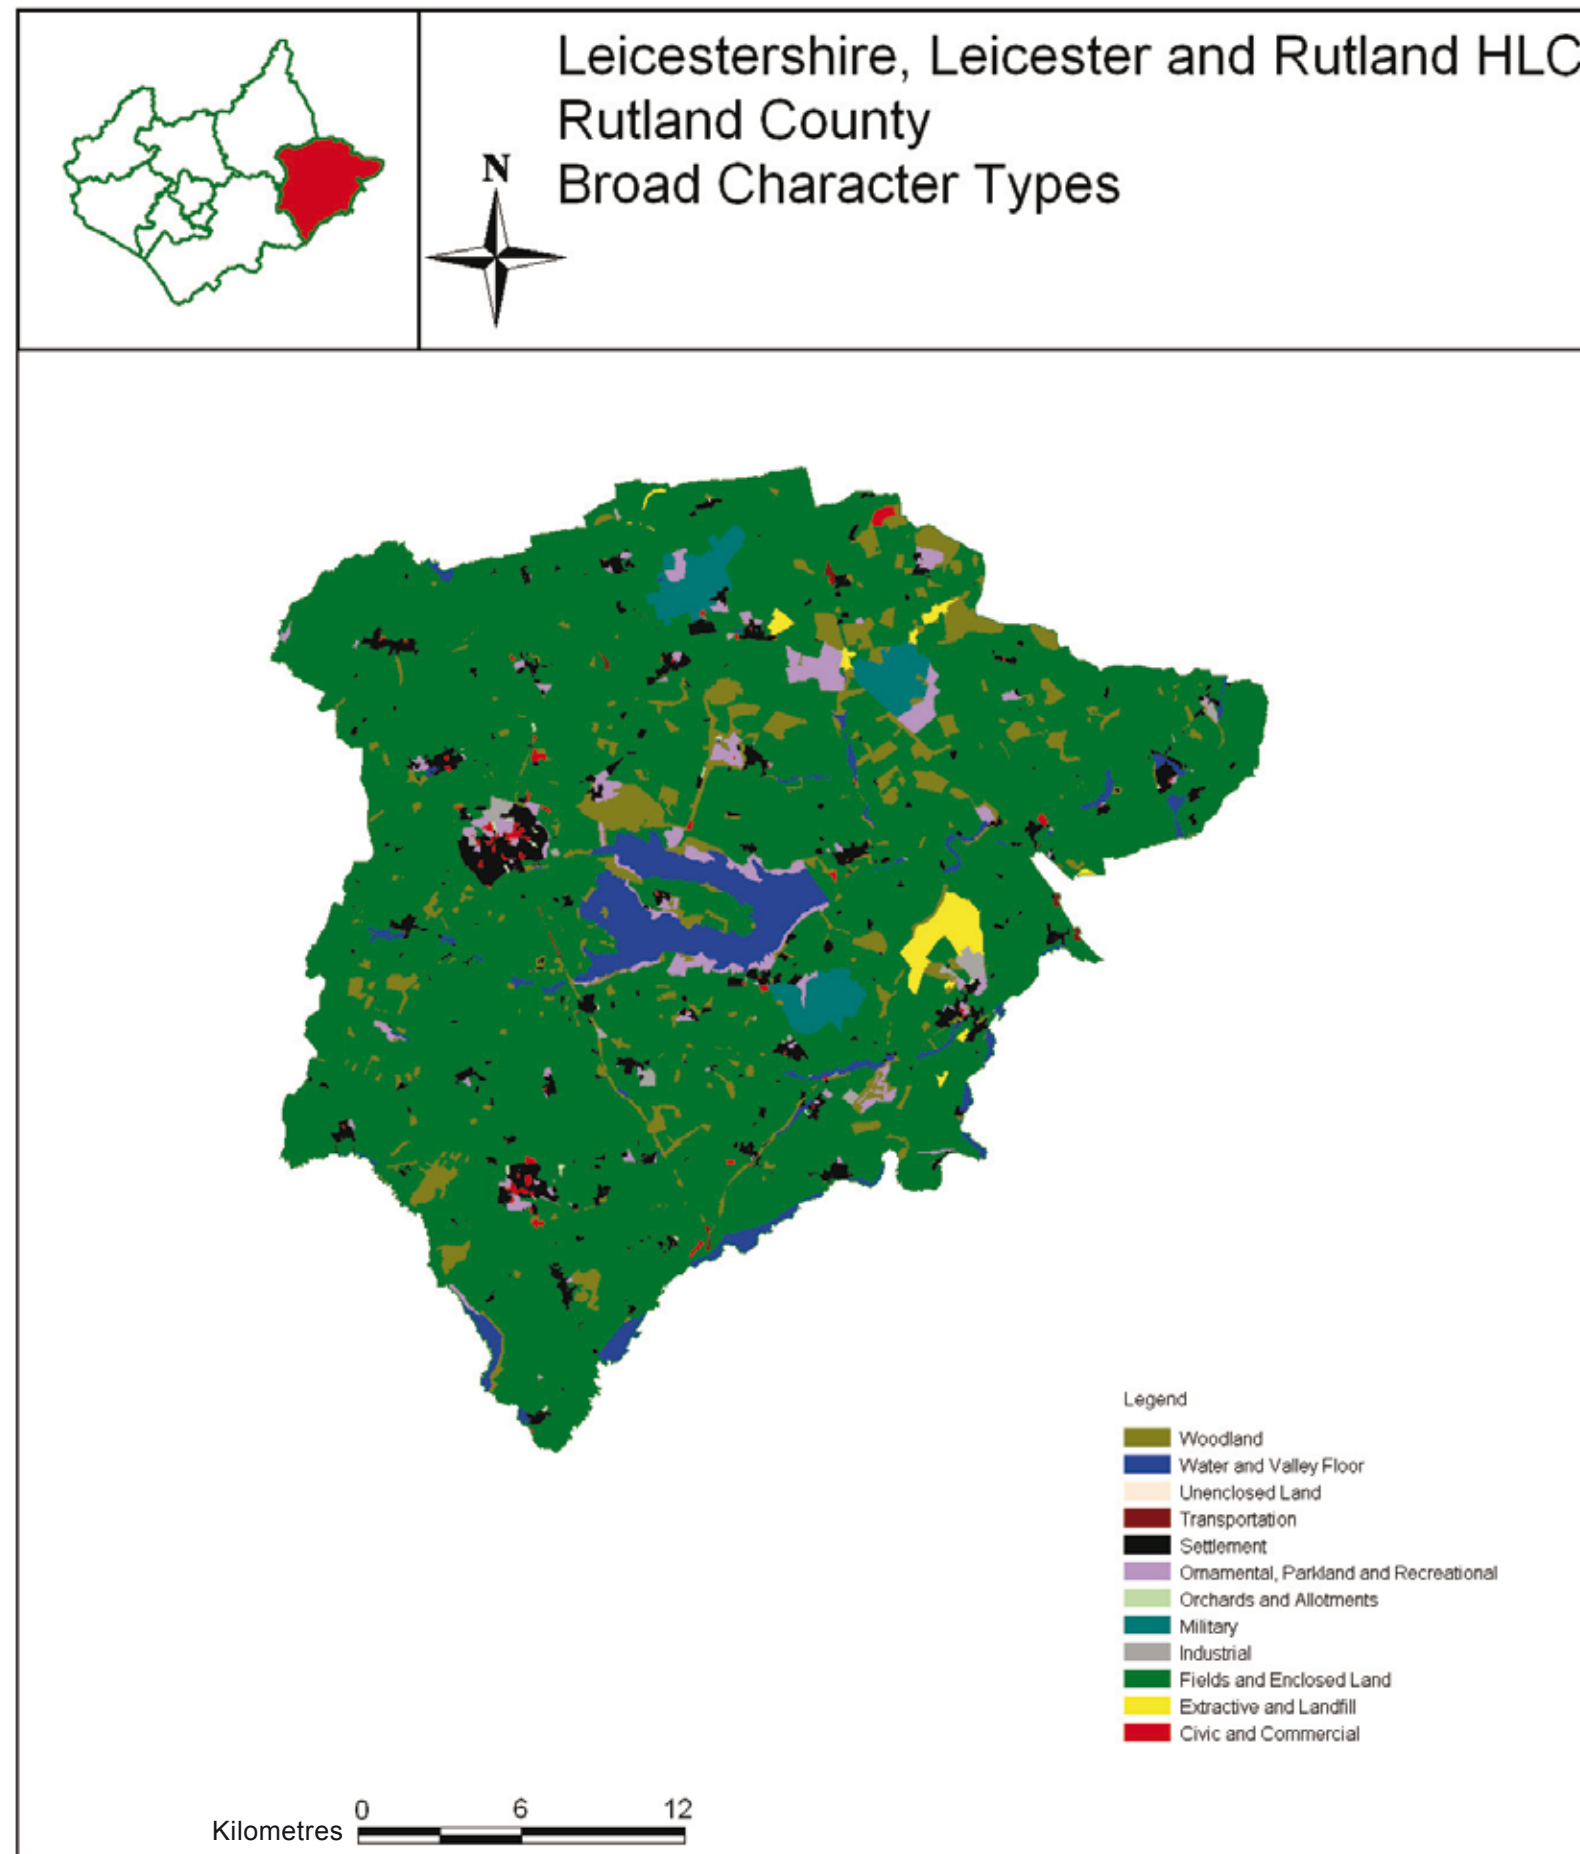 Leicestershire, Leicester and Rutland HLC
Rutland County
Broad Character Types
N
Legend
Woodland
Water and Valley Floor
Unenclosed Land
Transportation
Settlement
Ornamental, Parkland and Recreational
Orchards and Allotments
Military
Industrial
Fields and Enclosed Land
Extractive and Landfill
Civic and Commercial
0 6 12
Kilometres